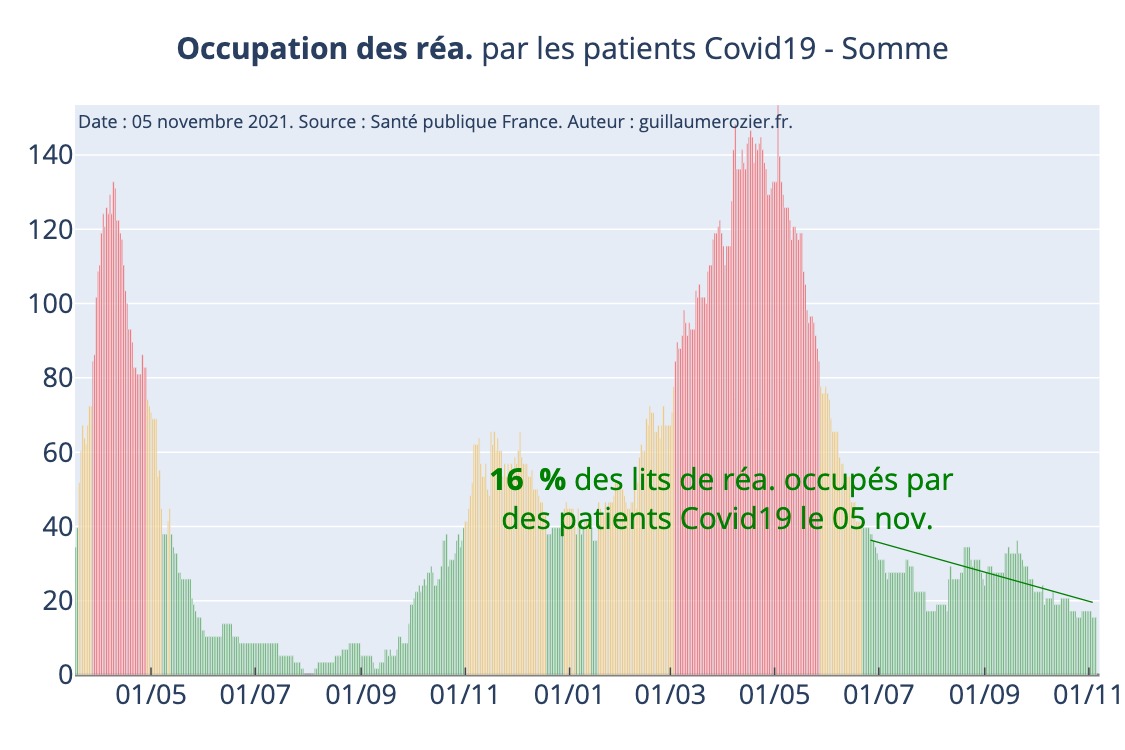 Occupation des réa. par les patients Covid19 - Somme
Date : 05 novembre 2021. Source : Santé publique France. Auteur : guillaumerozier.fr.
140
120
100
80
60
40
20
0
16 % des lits de réa. occupés par
des patients Covid19 le 05 nov.
01/05 01/07 01/09 01/11 01/01 01/03 01/05 01/07 01/09 01/11